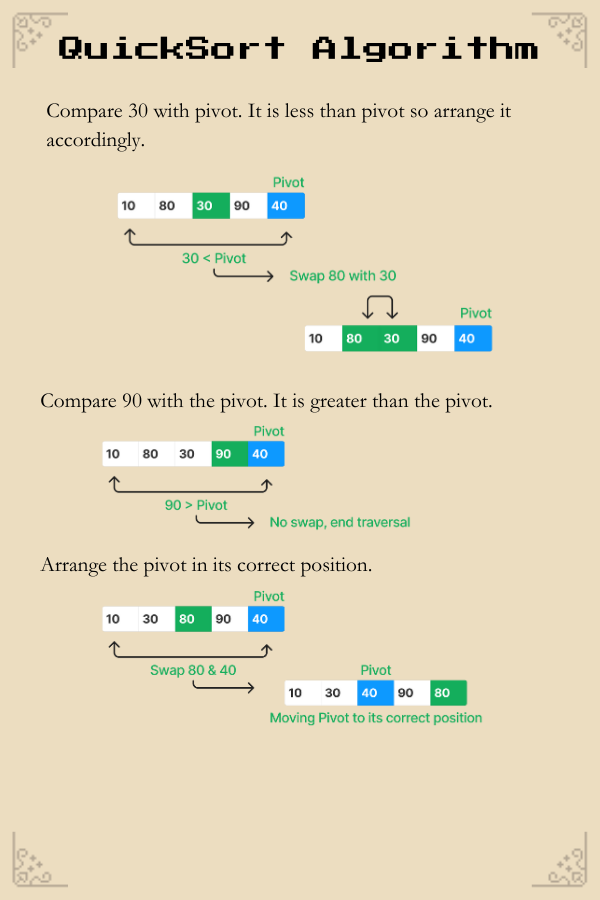 QuickSort Algorithm
Compare 30 with pivot. It is less than pivot so arrange it
accordingly.
Pivot
10 80 30 90 40
30 < Pivot
Swap 80 with 30
Pivot
10 80 30 90 40
Compare 90 with the pivot. It is greater than the pivot.
Pivot
10 80 30 90 40
90 > Pivot
No swap, end traversal
Arrange the pivot in its correct position.
Pivot
10 30 80 90 40
Swap 80 & 40
Pivot
10 30 40 90 80
Moving Pivot to its correct position